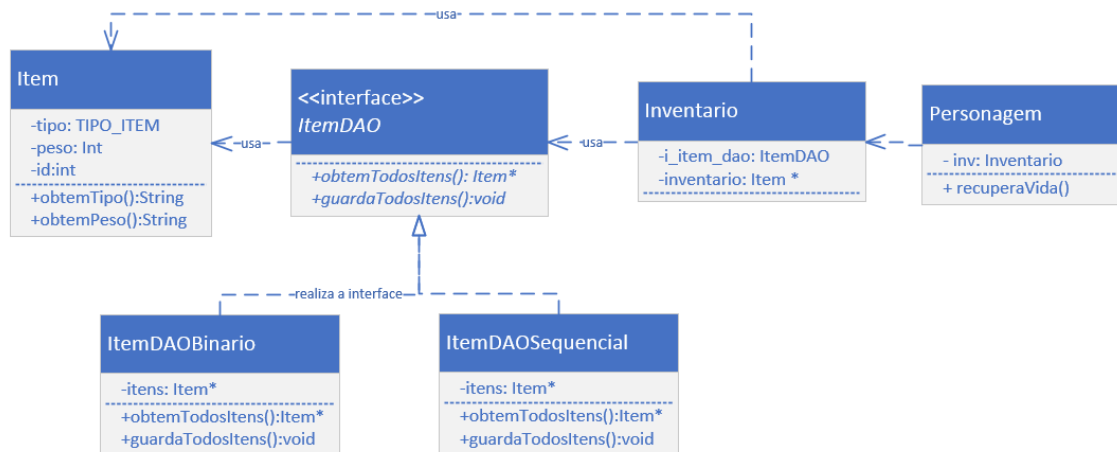 usa
Item
-tipo: TIPO_ITEM
-peso: Int
-id:int
+obtemTipo():String
+obtemPeso():String
usa
<<interface>>
ItemDAO
+obtemTodosItens(): Item*
+guardaTodosItens():void
usa
Inventario
-i_item_dao: ItemDAO
-inventario: Item *
Personagem
- inv: Inventario
+ recuperaVida()
realiza a interface
ItemDAOBinario
-itens: Item*
+obtemTodosItens():Item*
+guardaTodosItens():void
ItemDAOSequencial
-itens: Item*
+obtemTodosItens():Item*
+guardaTodosItens():void